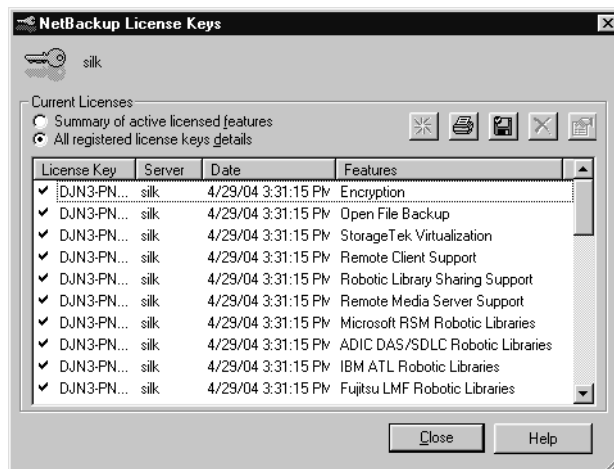 NetBackup License Keys
silk
Current Licenses
Summary of active licensed features
All registered license keys details
License Key Server Date Features
DJN3-PN... silk 4/29/04 3:31:15 PM Encryption
DJN3-PN... silk 4/29/04 3:31:15 PM Open File Backup
DJN3-PN... silk 4/29/04 3:31:15 PM StorageTek Virtualization
DJN3-PN... silk 4/29/04 3:31:15 PM Remote Client Support
DJN3-PN... silk 4/29/04 3:31:15 PM Robotic Library Sharing Support
DJN3-PN... silk 4/29/04 3:31:15 PM Remote Media Server Support
DJN3-PN... silk 4/29/04 3:31:15 PM Microsoft RSM Robotic Libraries
DJN3-PN... silk 4/29/04 3:31:15 PM ADIC DAS/SDLC Robotic Libraries
DJN3-PN... silk 4/29/04 3:31:15 PM IBM ATL Robotic Libraries
DJN3-PN... silk 4/29/04 3:31:15 PM Fujitsu LMF Robotic Libraries
Close Help